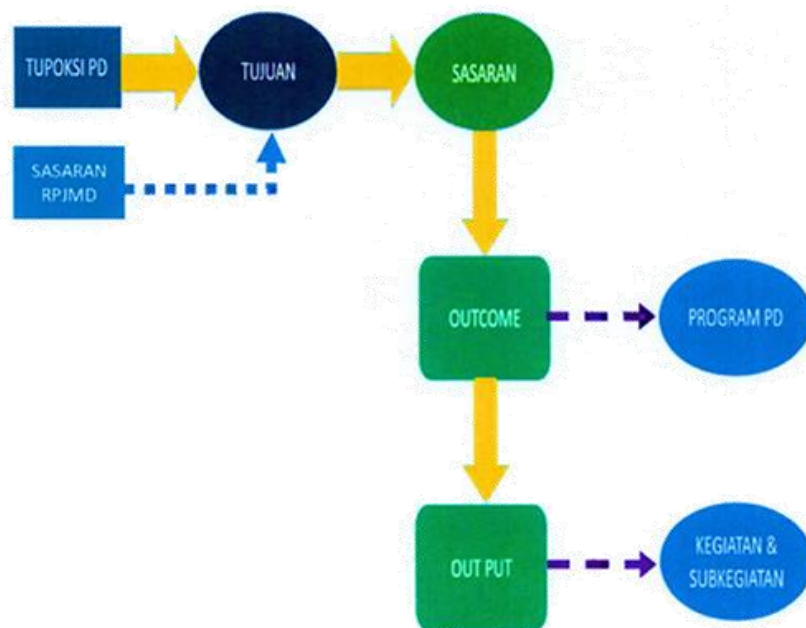 TUPOKSI PD
TUJUAN
SASARAN
SASARAN
RPJMD
OUTCOME
PROGRAM PD
OUT PUT
KEGIATAN &
SUBKEGIATAN